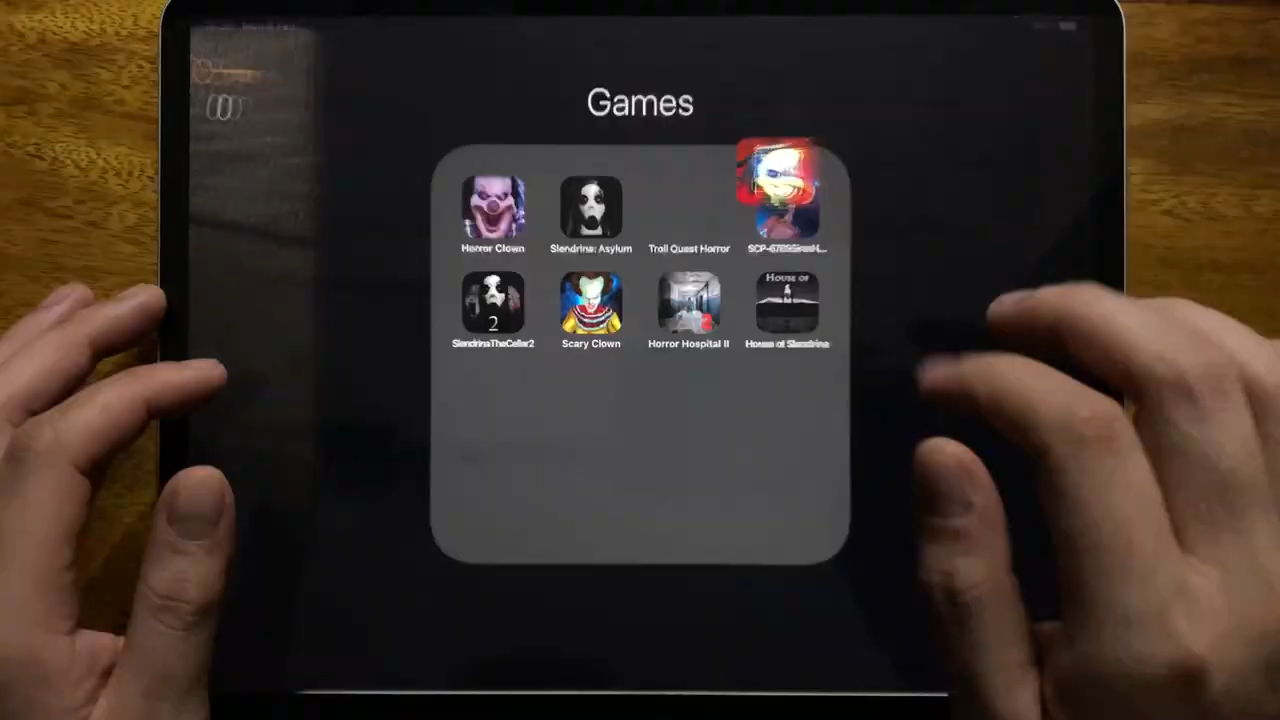 Games
Horror Clown
Slendrina: Asylum
Troll Quest Horror
SlendrinaTheCellar2
Scary Clown
Horror Hospital II
House of Slendrina
2
HOUSE OF